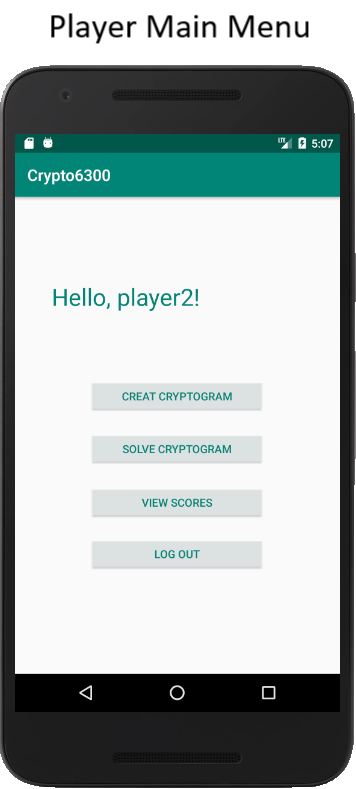 Player Main Menu
LTE 5:07
Crypto6300
Hello, player2!
CREAT CRYPTOGRAM
SOLVE CRYPTOGRAM
VIEW SCORES
LOG OUT